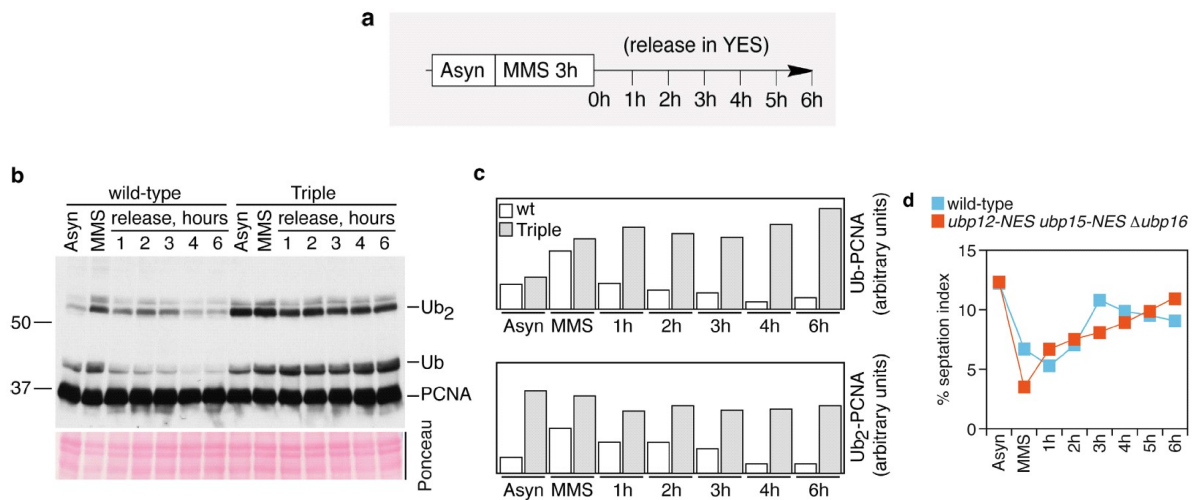 a
(release in YES)
Asyn MMS 3h
0h 1h 2h 3h 4h 5h 6h
b
wild-type Triple
Asyn MMS release, hours Asyn MMS release, hours
1 2 3 4 6 1 2 3 4 6
Ub2
50
Ub
37
PCNA
Ponceau
c
wt
Triple
Ub-PCNA
(arbitrary units)
Asyn MMS 1h 2h 3h 4h 6h
Ub2-PCNA
(arbitrary units)
Asyn MMS 1h 2h 3h 4h 6h
d
wild-type
ubp12-NES ubp15-NES Δubp16
% septation index
15
10
5
0
Asyn MMS 1h 2h 3h 4h 5h 6h